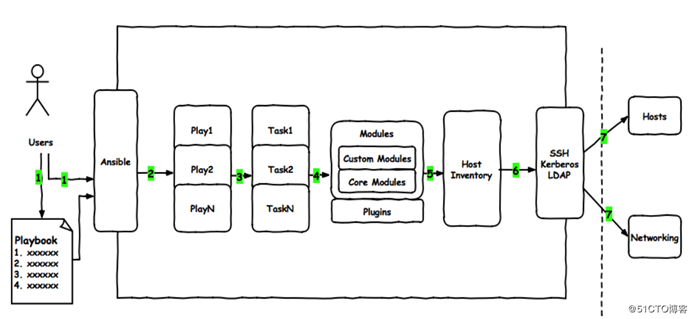 Users
1
1
Playbook
1. xxxxxx
2. xxxxxx
3. xxxxxx
4. xxxxxx
Ansible
2
Play1
Play2
PlayN
3
Task1
Task2
TaskN
4
Modules
Custom Modules
Core Modules
Plugins
5
Host
Inventory
6
SSH
Kerberos
LDAP
7
7
Hosts
Networking
@51CTO博客